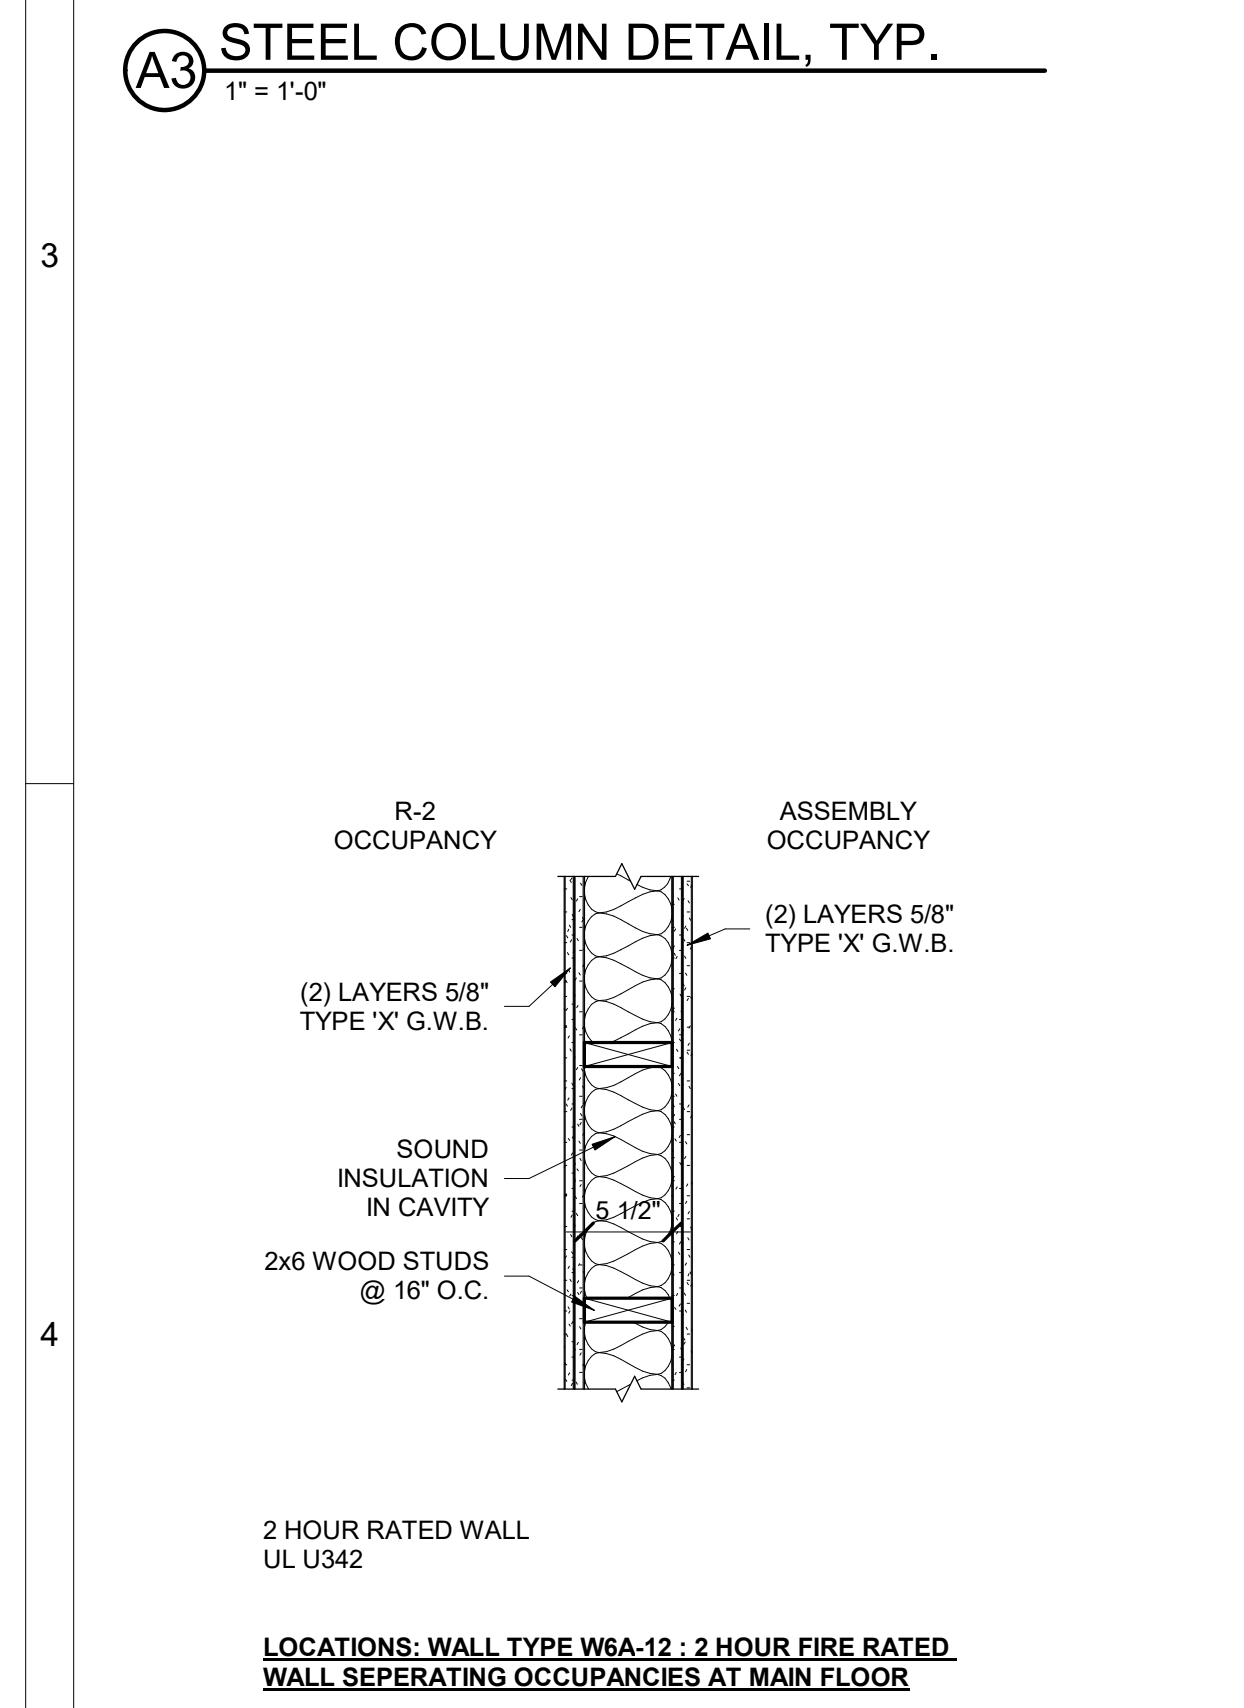 A3
STEEL COLUMN DETAIL, TYP.
1" = 1'-0"
3
R-2
OCCUPANCY
ASSEMBLY
OCCUPANCY
(2) LAYERS 5/8"
TYPE 'X' G.W.B.
(2) LAYERS 5/8"
TYPE 'X' G.W.B.
SOUND
INSULATION
IN CAVITY
5 1/2"
2x6 WOOD STUDS
@ 16" O.C.
4
2 HOUR RATED WALL
UL U342
LOCATIONS: WALL TYPE W6A-12 : 2 HOUR FIRE RATED
WALL SEPERATING OCCUPANCIES AT MAIN FLOOR